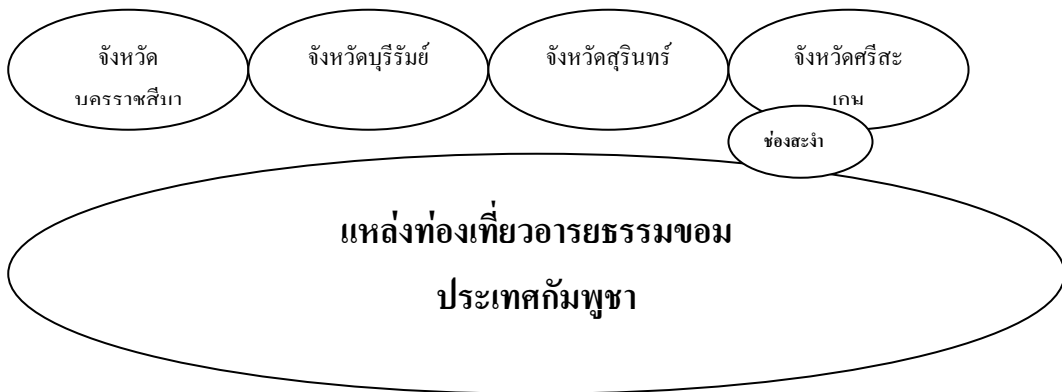 จังหวัด
นครราชสีมา
จังหวัดบุรีรัมย์
จังหวัดสุรินทร์
จังหวัดศรีสะ
เกษ
ช่องสะงำ
แหล่งท่องเที่ยวอารยธรรมขอม
ประเทศกัมพูชา